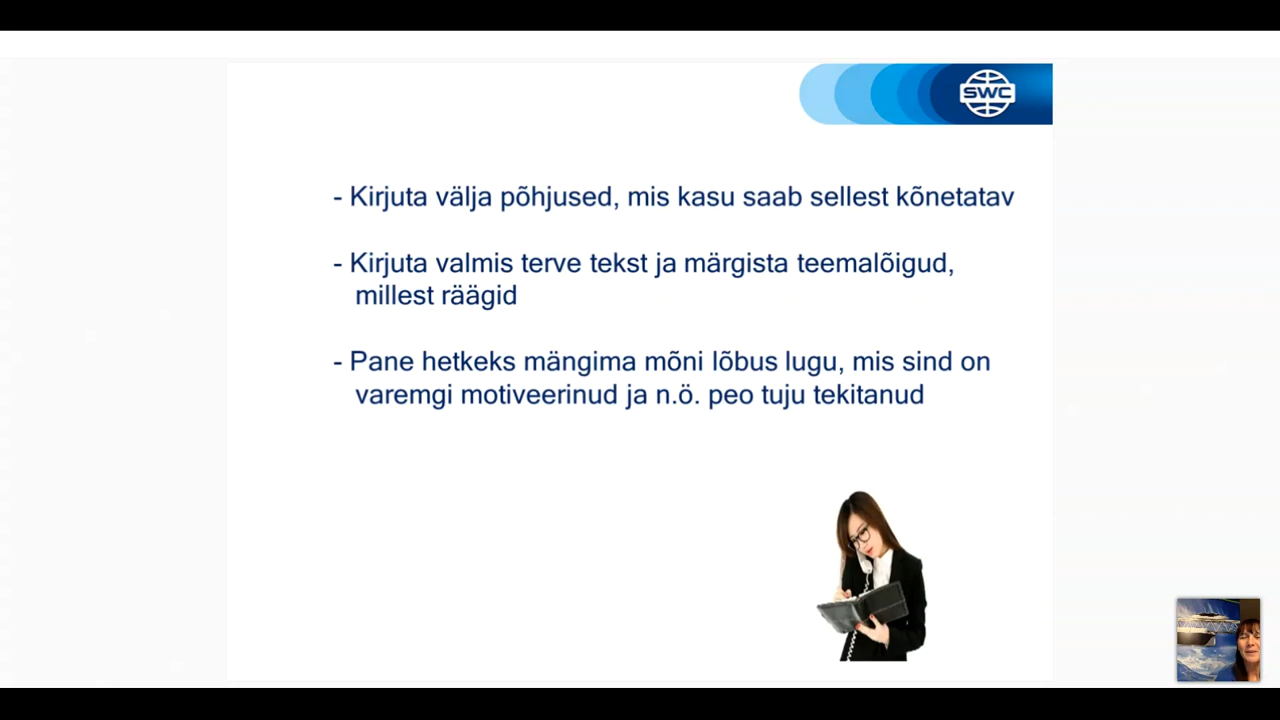 SWC
- Kirjuta välja põhjused, mis kasu saab sellest kõnetatav
- Kirjuta valmis terve tekst ja märgista teemalõigud,
millest räägid
- Pane hetkeks mängima mõni lõbus lugu, mis sind on
varemgi motiveerinud ja n.ö. peo tuju tekitanud